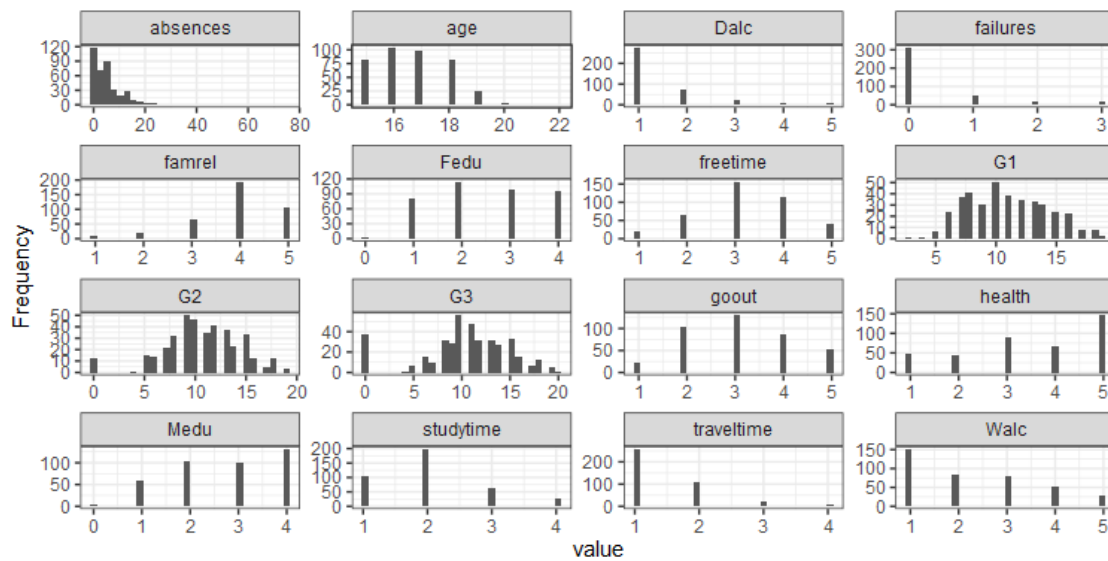 absences age Dalc failures
120 90 60 30 0 100 75 50 25 0 200 100 0 300 200 100 0
0 20 40 60 80 16 18 20 22 1 2 3 4 5 0 1 2 3
famrel Fedu freetime G1
200 150 100 50 0 120 90 60 30 0 150 100 50 0 50 40 30 20 10 0
1 2 3 4 5 0 1 2 3 4 1 2 3 4 5 5 10 15
Frequency
G2 G3 goout health
50 40 30 20 10 0 40 20 0 100 50 0 150 100 50 0
0 5 10 15 20 0 5 10 15 20 1 2 3 4 5 1 2 3 4 5
Medu studytime traveltime Walc
100 50 0 200 150 100 50 0 200 100 0 150 100 50 0
0 1 2 3 4 1 2 3 4 1 2 3 4 1 2 3 4 5
value